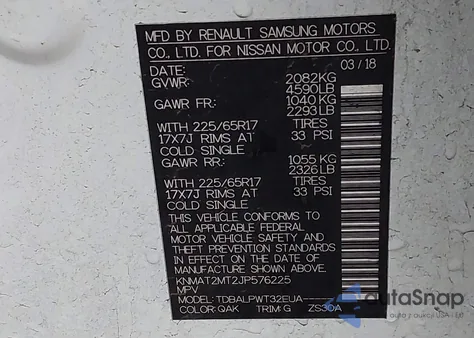 MFD BY RENAULT SAMSUNG MOTORS
CO., LTD. FOR NISSAN MOTOR CO., LTD.
DATE: 03/18
GVWR: 2082KG
4590LB
GAWR FR: 1040 KG
2293LB
WITH 225/65R17 TIRES
17X7J RIMS AT 33 PSI
COLD SINGLE
GAWR RR: 1055 KG
2326 LB
WITH 225/65R17 TIRES
17X7J RIMS AT 33 PSI
COLD SINGLE
THIS VEHICLE CONFORMS TO
ALL APPLICABLE FEDERAL
MOTOR VEHICLE SAFETY AND
THEFT PREVENTION STANDARDS
IN EFFECT ON THE DATE OF
MANUFACTURE SHOWN ABOVE.
KNMAT2MT2JP576225
MPV
MODEL: TDBALPWT32EUA
COLOR: QAK TRIM: G ZS30A
autoSnap